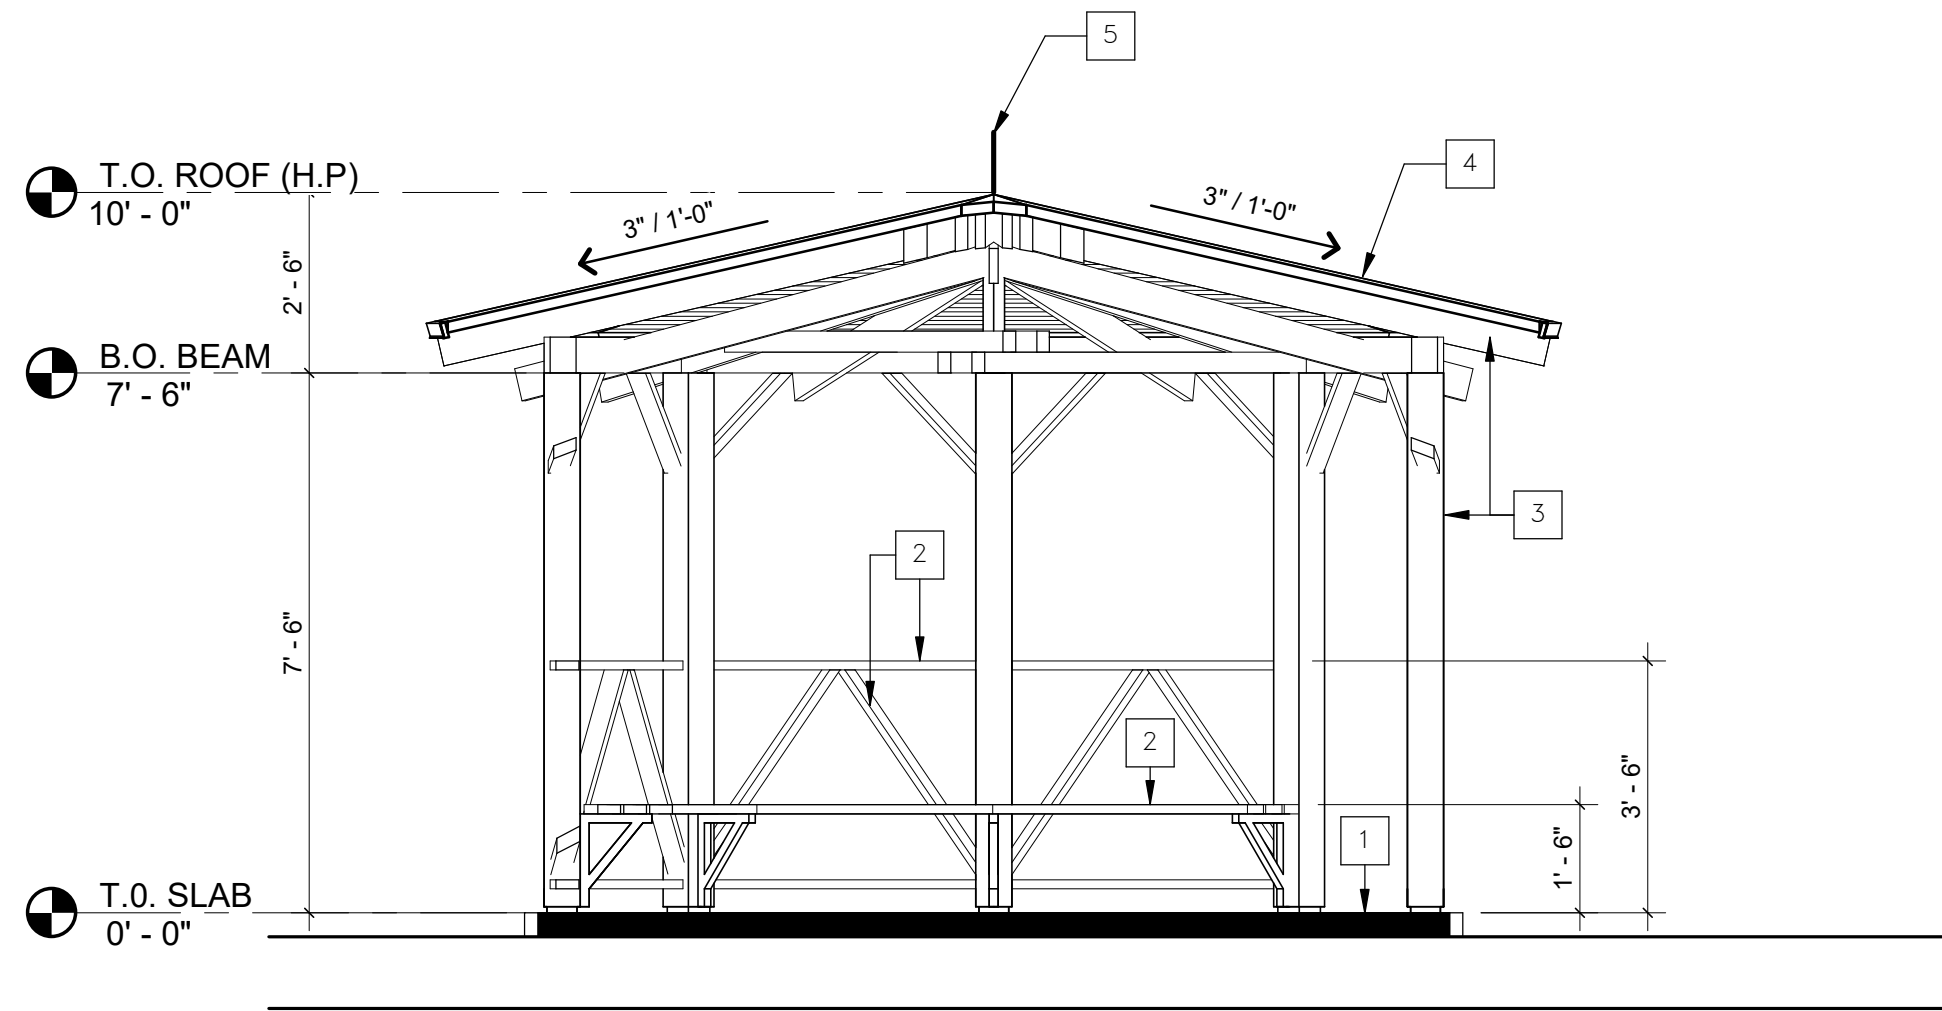 5
4
T.O. ROOF (H.P)
10' - 0"
3" / 1'-0"
3" / 1'-0"
2' - 6"
B.O. BEAM
7' - 6"
3
2
7' - 6"
2
3' - 6"
1' - 6"
1
T.0. SLAB
0' - 0"